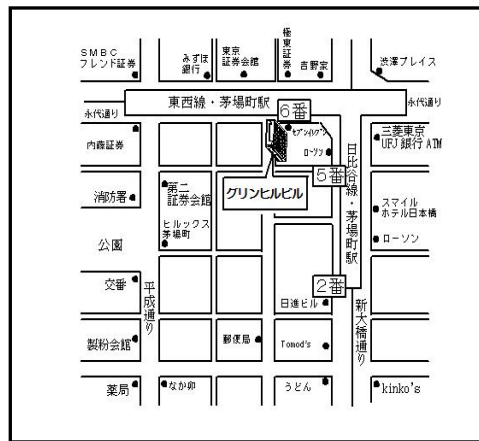 SMBC
フレンド証券
みずほ
銀行
東京
証券会館
極東証券
吉野家
渋澤プレイス
永代通り
東西線・茅場町駅
永代通り
6番
内藤証券
セブンイレブン
ローソン
三菱東京
UFJ 銀行 ATM
5番
日比谷線・茅場町駅
消防署
第二
証券会館
グリンヒルビル
スマイル
ホテル日本橋
ヒルックス
茅場町
公園
ローソン
交番
平成通り
2番
日進ビル
新大橋通り
製粉会館
郵便局
Tomod's
薬局
なか卯
うどん
kinko's